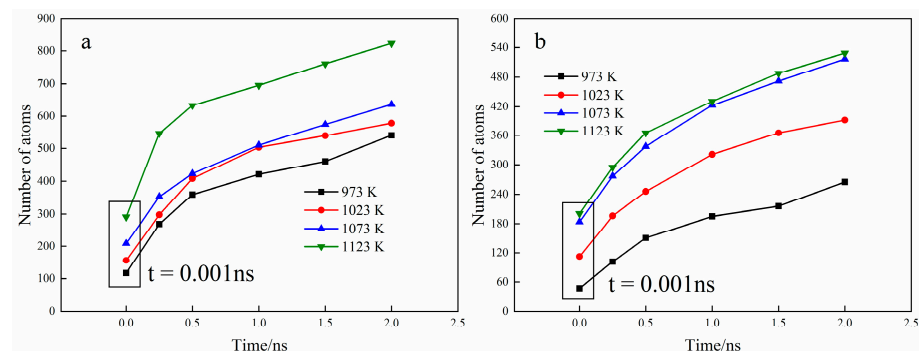 a
Number of atoms
900
800
700
600
500
400
300
200
100
0
973 K
1023 K
1073 K
1123 K
t = 0.001ns
0.0 0.5 1.0 1.5 2.0 2.5
Time/ns
b
Number of atoms
600
540
480
420
360
300
240
180
120
60
0
973 K
1023 K
1073 K
1123 K
t = 0.001ns
0.0 0.5 1.0 1.5 2.0 2.5
Time/ns